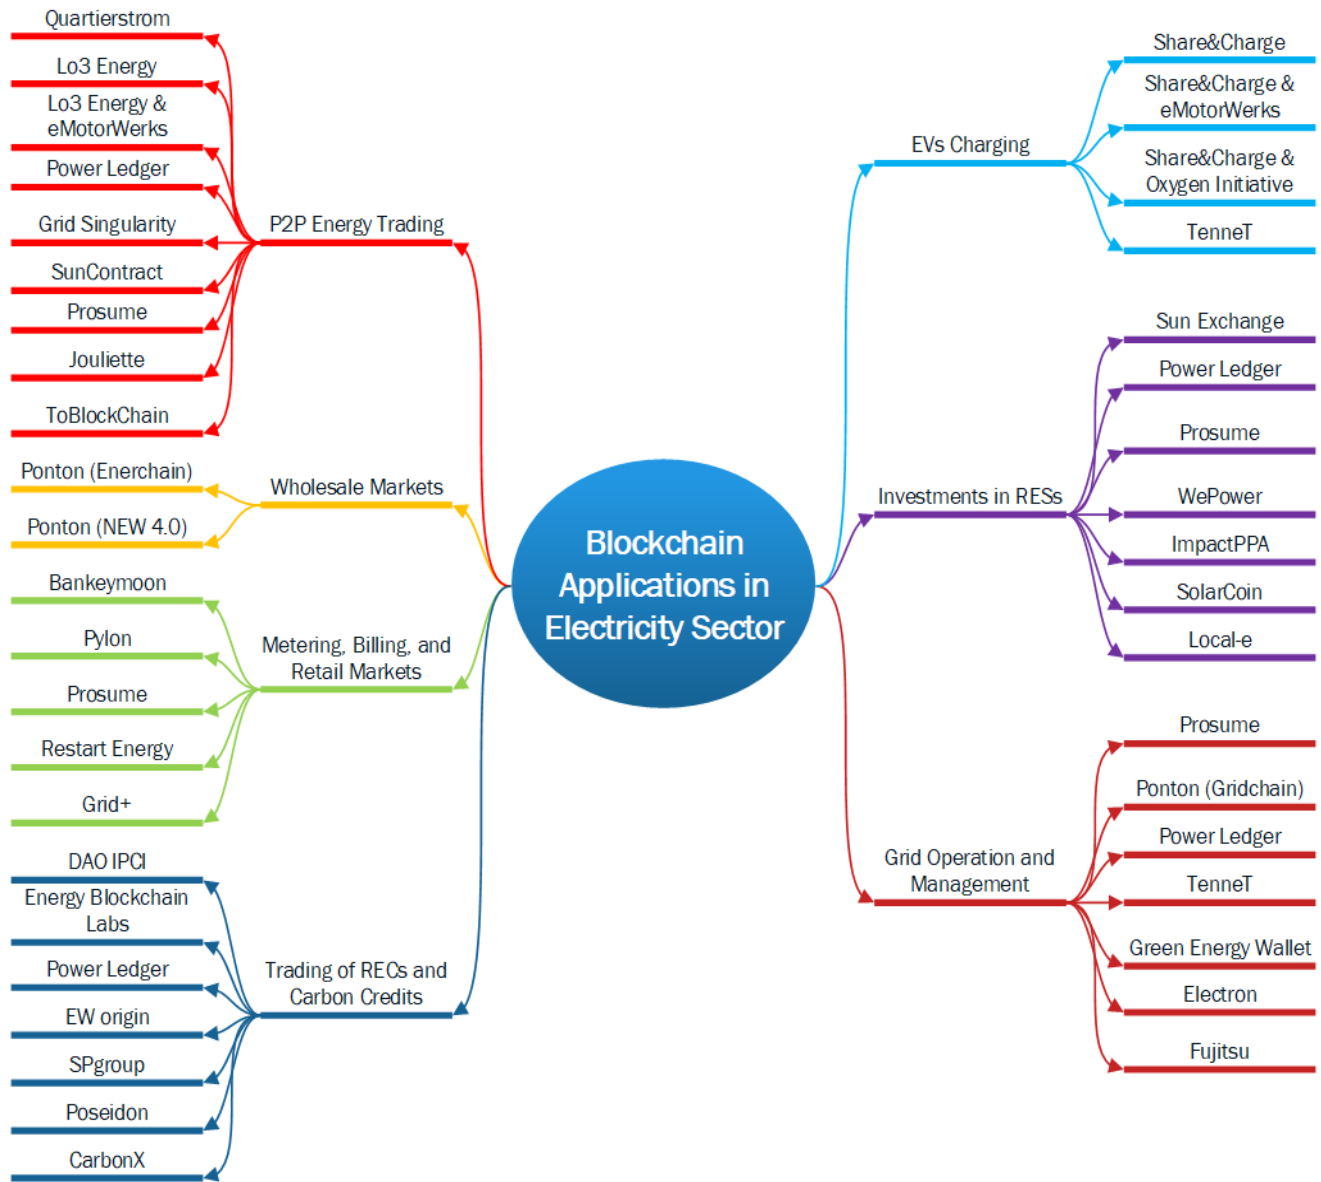 Quartierstrom
Lo3 Energy
Lo3 Energy &
eMotorWerks
Power Ledger
Grid Singularity
SunContract
Prosume
Jouliette
ToBlockChain
P2P Energy Trading
Ponton (Enerchain)
Ponton (NEW 4.0)
Wholesale Markets
Bankeymoon
Pylon
Prosume
Restart Energy
Grid+
Metering, Billing, and
Retail Markets
DAO IPCI
Energy Blockchain
Labs
Power Ledger
EW origin
SPgroup
Poseidon
CarbonX
Trading of RECs and
Carbon Credits
Blockchain
Applications in
Electricity Sector
EVs Charging
Share&Charge
Share&Charge &
eMotorWerks
Share&Charge &
Oxygen Initiative
TenneT
Investments in RESs
Sun Exchange
Power Ledger
Prosume
WePower
ImpactPPA
SolarCoin
Local-e
Grid Operation and
Management
Prosume
Ponton (Gridchain)
Power Ledger
TenneT
Green Energy Wallet
Electron
Fujitsu